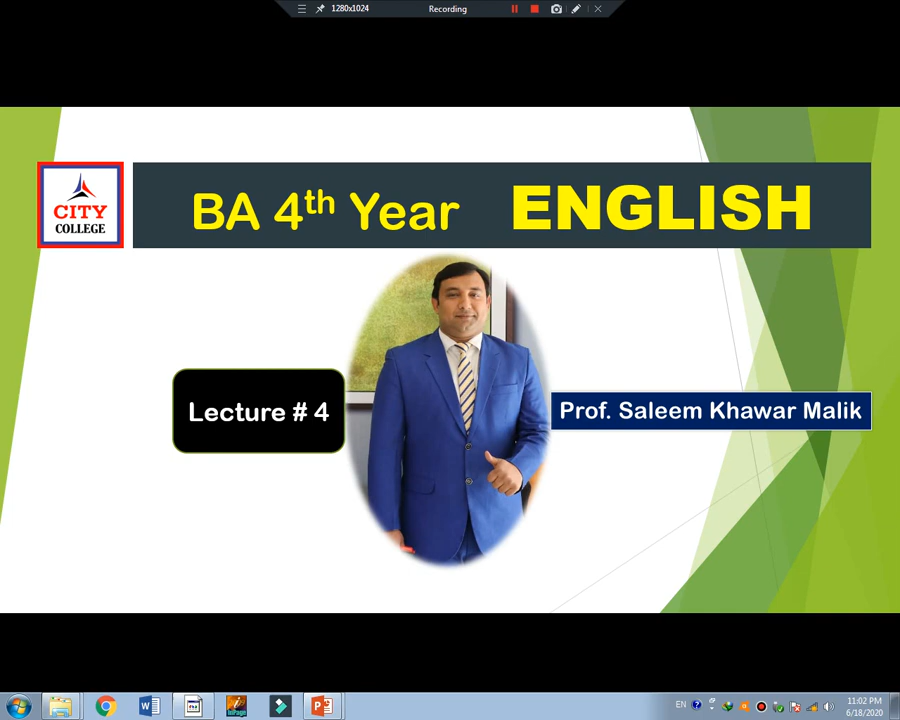 1280x1024
Recording
CITY
COLLEGE
BA 4th Year ENGLISH
Lecture # 4
Prof. Saleem Khawar Malik
InPage
EN
11:02 PM
6/18/2020